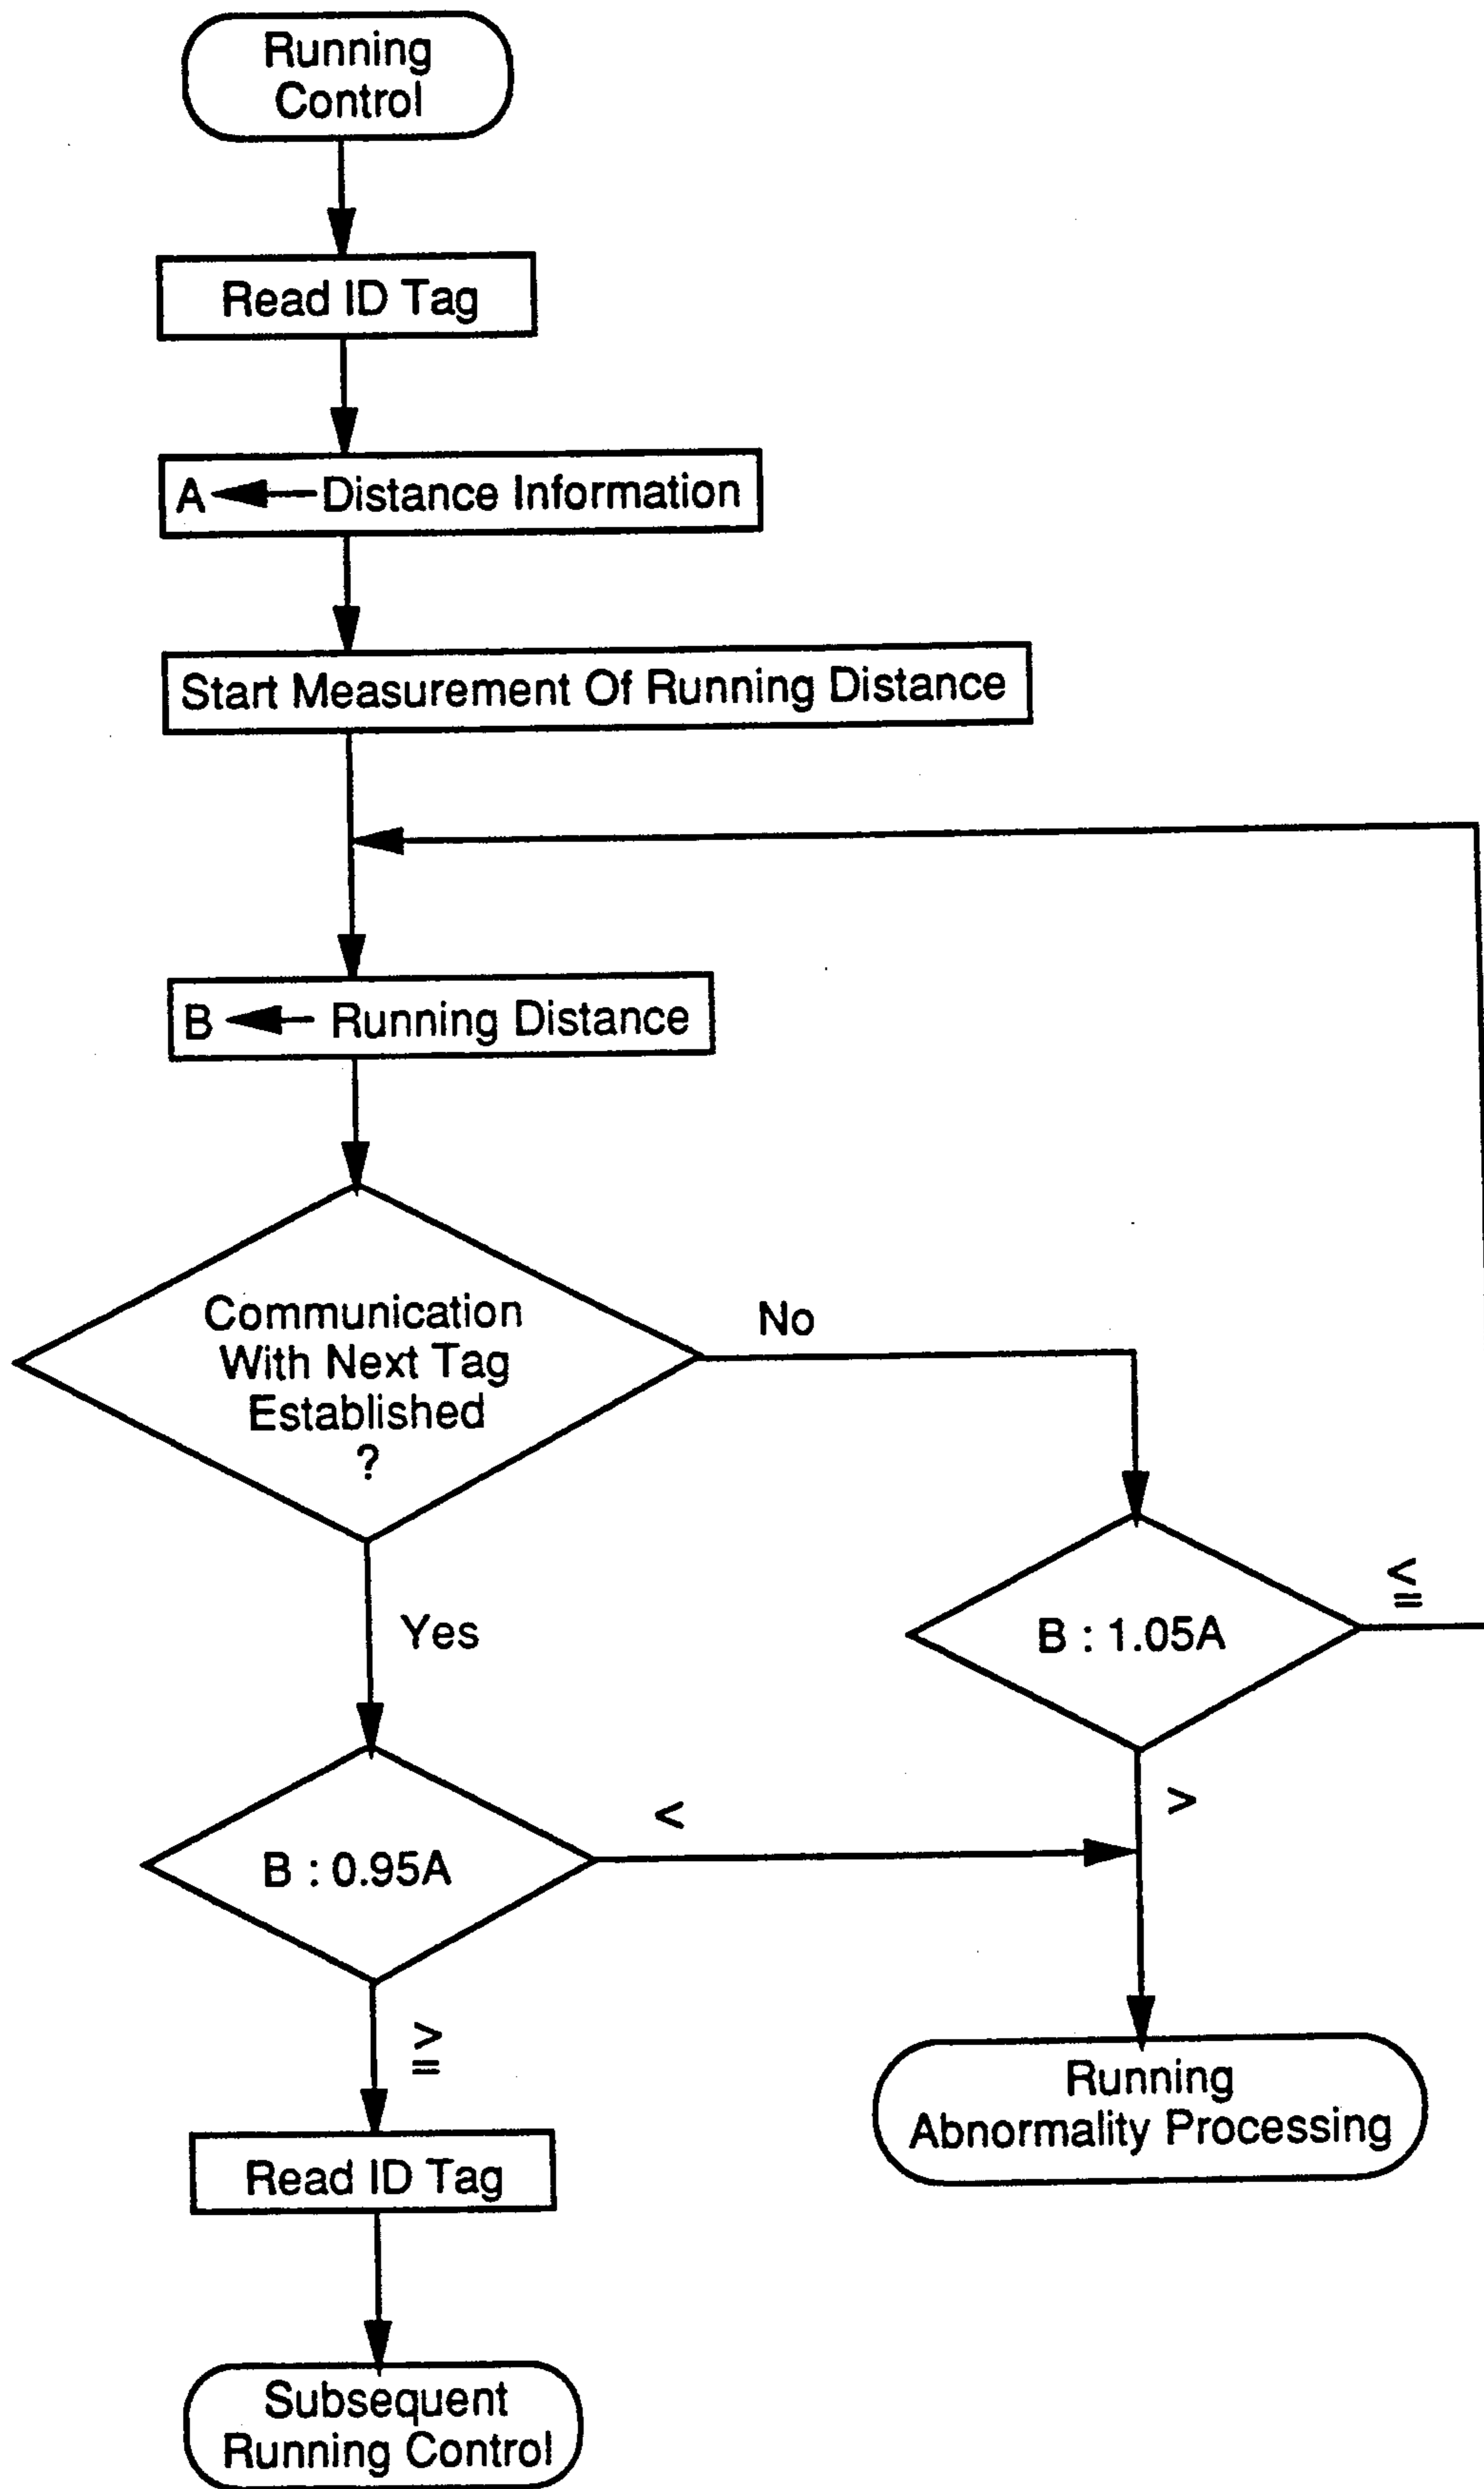 Running
Control
Read ID Tag
A ← Distance Information
Start Measurement Of Running Distance
B ← Running Distance
Communication
With Next Tag
Established
?
No
Yes
B : 1.05A
≦
>
B : 0.95A
<
≧
Running
Abnormality Processing
Read ID Tag
Subsequent
Running Control